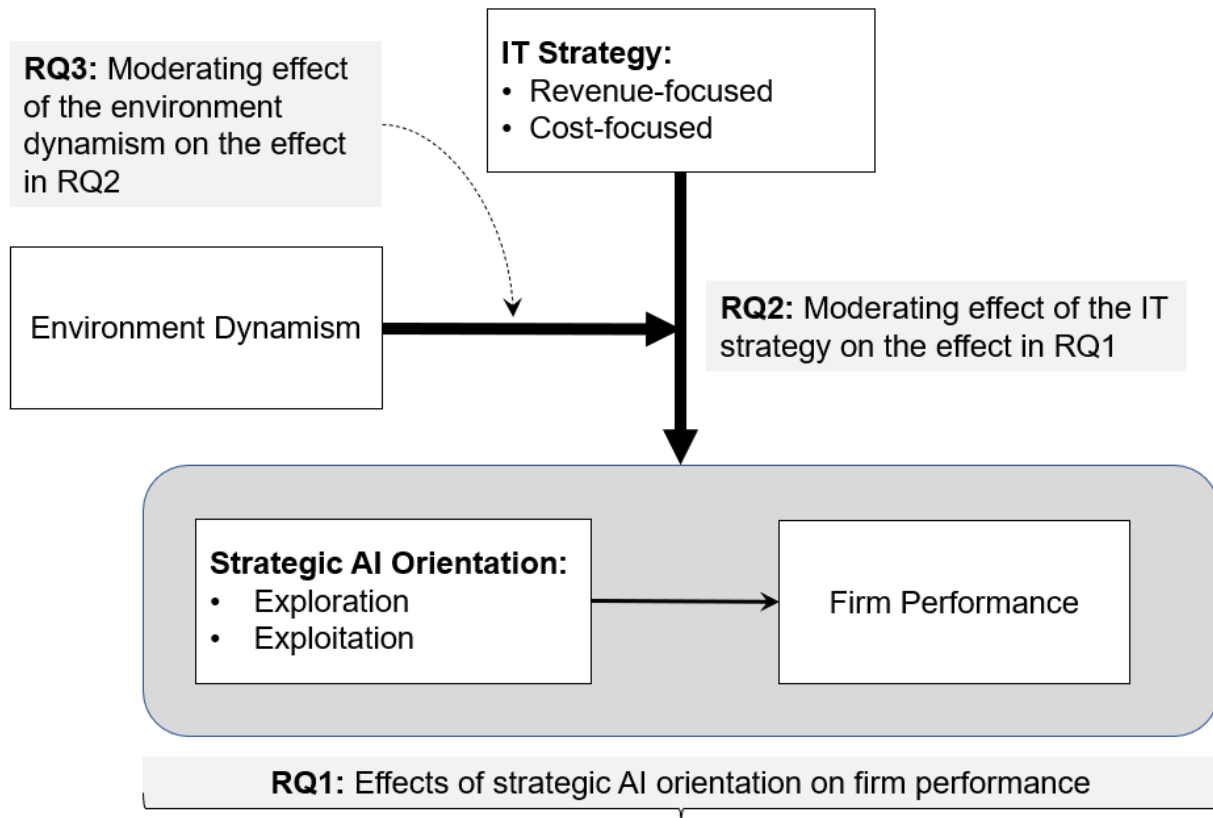 RQ3: Moderating effect
of the environment
dynamism on the effect
in RQ2
IT Strategy:
• Revenue-focused
• Cost-focused
Environment Dynamism
RQ2: Moderating effect of the IT
strategy on the effect in RQ1
Strategic AI Orientation:
• Exploration
• Exploitation
Firm Performance
RQ1: Effects of strategic AI orientation on firm performance